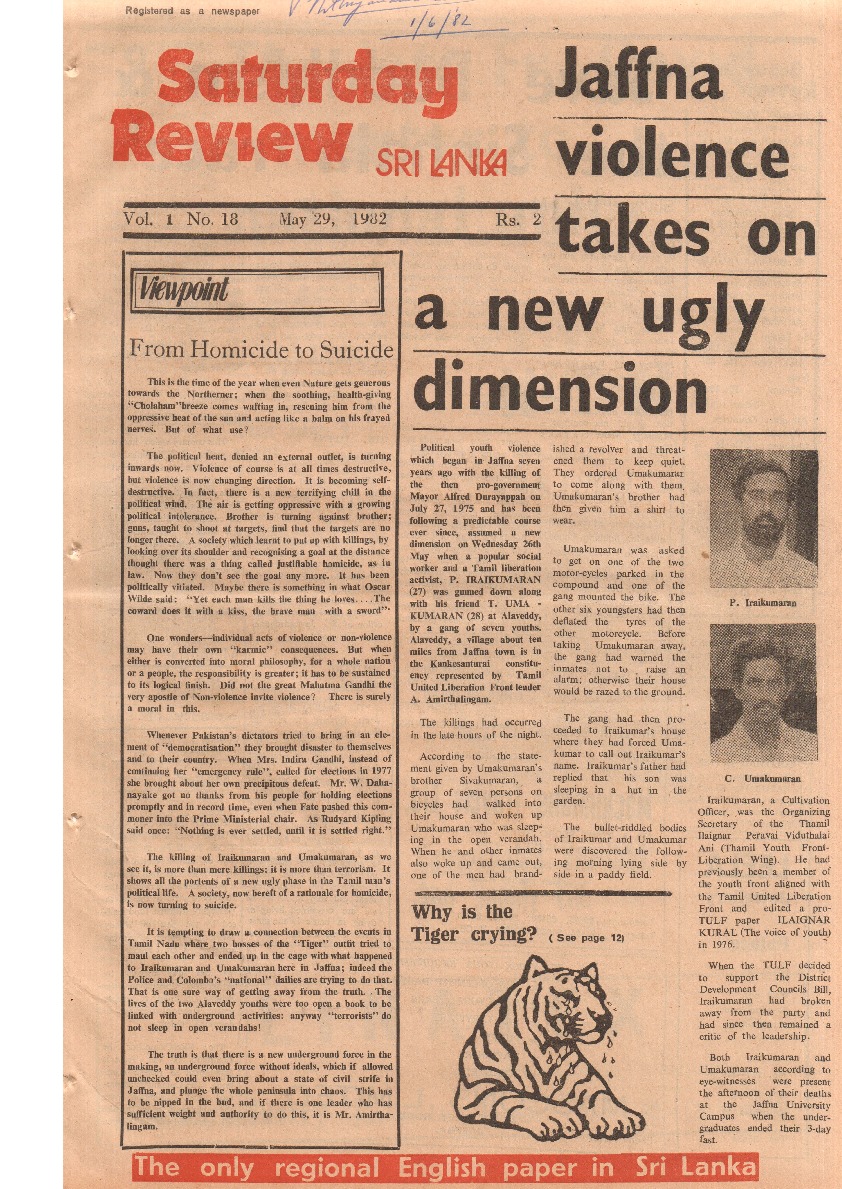 Registered as a newspaper
1/6/82
Saturday
Review SRI LANKA
Vol. 1 No. 18 May 29, 1982 Rs. 2
Jaffna
violence
takes on
a new ugly
dimension
Viewpoint
From Homicide to Suicide
This is the time of the year when even Nature gets generous
towards the Northerner; when the soothing, health-giving
"Cholaham" breeze comes wafting in, rescuing him from the
oppressive heat of the sun and acting like a balm on his frayed
nerves. But of what use?
The political heat, denied an external outlet, is turning
inwards now. Violence of course is at all times destructive,
but violence is now changing direction. It is becoming self-
destructive. In fact, there is a new terrifying chill in the
political wind. The air is getting oppressive with a growing
political intolerance. Brother is turning against brother;
guns, taught to shoot at targets, find that the targets are no
longer there. A society which learnt to put up with killings, by
looking over its shoulder and recognising a goal at the distance
thought there was a thing called justifiable homicide, as in
law. Now they don't see the goal any more. It has been
politically vitiated. Maybe there is something in what Oscar
Wilde said: "Yet each man kills the thing he loves....The
coward does it with a kiss, the brave man with a sword".
One wonders—individual acts of violence or non-violence
may have their own "karmic" consequences. But when
either is converted into moral philosophy, for a whole nation
or a people, the responsibility is greater; it has to be sustained
to its logical finish. Did not the great Mahatma Gandhi the
very apostle of Non-violence invite violence? There is surely
a moral in this.
Whenever Pakistan's dictators tried to bring in an ele-
ment of "democratisation" they brought disaster to themselves
and to their country. When Mrs. Indira Gandhi, instead of
continuing her "emergency rule", called for elections in 1977
she brought about her own precipitous defeat. Mr. W. Daha-
nayake got no thanks from his people for holding elections
promptly and in record time, even when Fate pushed this com-
moner into the Prime Ministerial chair. As Rudyard Kipling
said once: "Nothing is ever settled, until it is settled right."
The killing of Iraikumaran and Umakumaran, as we
see it, is more than mere killings; it is more than terrorism. It
shows all the portents of a new ugly phase in the Tamil man's
political life. A society, now bereft of a rationale for homicide,
is now turning to suicide.
It is tempting to draw a connection between the events in
Tamil Nadu where two bosses of the "Tiger" outfit tried to
maul each other and ended up in the cage with what happened
to Iraikumaran and Umakumaran here in Jaffna; indeed the
Police and Colombo's "national" dailies are trying to do that.
That is one sure way of getting away from the truth. The
lives of the two Alaveddy youths were too open a book to be
linked with underground activities: anyway "terrorists" do
not sleep in open verandahs!
The truth is that there is a new underground force in the
making, an underground force without ideals, which if allowed
unchecked could even bring about a state of civil strife in
Jaffna, and plunge the whole peninsula into chaos. This has
to be nipped in the bud, and if there is one leader who has
sufficient weight and authority to do this, it is Mr. Amirtha-
lingam.
Political youth violence
which began in Jaffna seven
years ago with the killing of
the then pro-government
Mayor Alfred Durayappah on
July 27, 1975 and has been
following a predictable course
ever since, assumed a new
dimension on Wednesday 26th
May when a popular social
worker and a Tamil liberation
activist, P. IRAIKUMARAN
(27) was gunned down along
with his friend T. UMA -
KUMARAN (28) at Alaveddy,
by a gang of seven youths.
Alaveddy, a village about ten
miles from Jaffna town is in
the Kankesanturai constitu-
ency represented by Tamil
United Liberation Front leader
A. Amirthalingam.
The killings had occurred
in the late hours of the night.
According to the state-
ment given by Umakumaran's
brother Sivakumaran, a
group of seven persons on
bicycles had walked into
their house and woken up
Umakumaran who was sleep-
ing in the open verandah.
When he and other inmates
also woke up and came out,
one of the men had brand-
ished a revolver and threat-
ened them to keep quiet.
They ordered Umakumaran
to come along with them.
Umakumaran's brother had
then given him a shirt to
wear.
Umakumaran was asked
to get on one of the two
motor-cycles parked in the
compound and one of the
gang mounted the bike. The
other six youngsters had then
deflated the tyres of the
other motorcycle. Before
taking Umakumaran away,
the gang had warned the
inmates not to raise an
alarm; otherwise their house
would be razed to the ground.
The gang had then pro-
ceeded to Iraikumar's house
where they had forced Uma-
kumar to call out Iraikumar's
name. Iraikumar's father had
replied that his son was
sleeping in a hut in the
garden.
The bullet-riddled bodies
of Iraikumar and Umakumar
were discovered the follow-
ing morning lying side by
side in a paddy field.
P. Iraikumaran
C. Umakumaran
Iraikumaran, a Cultivation
Officer, was the Organising
Secretary of the Thamil
Ilaignar Peravai Viduthalai
Ani (Thamil Youth Front-
Liberation Wing). He had
previously been a member of
the youth front aligned with
the Tamil United Liberation
Front and edited a pro-
TULF paper ILAIGNAR
KURAL (The voice of youth)
in 1976.
When the TULF decided
to support the District
Development Councils Bill,
Iraikumaran had broken
away from the party and
had since then remained a
critic of the leadership.
Both Iraikumaran and
Umakumaran according to
eye-witnesses were present
the afternoon of their deaths
at the Jaffna University
Campus when the under-
graduates ended their 3-day
fast.
Why is the
Tiger crying? ( See page 12)
The only regional English paper in Sri Lanka